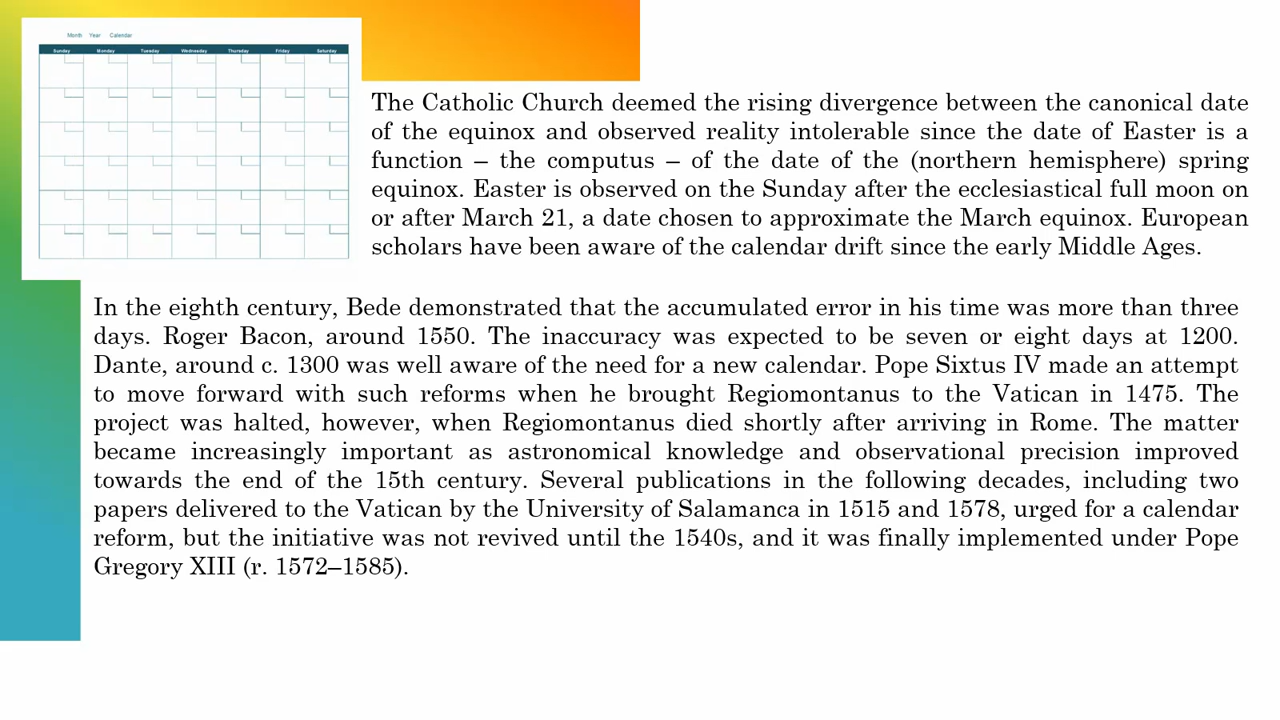 Month Year Calendar
Sunday Monday Tuesday Wednesday Thursday Friday Saturday
The Catholic Church deemed the rising divergence between the canonical date
of the equinox and observed reality intolerable since the date of Easter is a
function – the computus – of the date of the (northern hemisphere) spring
equinox. Easter is observed on the Sunday after the ecclesiastical full moon on
or after March 21, a date chosen to approximate the March equinox. European
scholars have been aware of the calendar drift since the early Middle Ages.
In the eighth century, Bede demonstrated that the accumulated error in his time was more than three
days. Roger Bacon, around 1550. The inaccuracy was expected to be seven or eight days at 1200.
Dante, around c. 1300 was well aware of the need for a new calendar. Pope Sixtus IV made an attempt
to move forward with such reforms when he brought Regiomontanus to the Vatican in 1475. The
project was halted, however, when Regiomontanus died shortly after arriving in Rome. The matter
became increasingly important as astronomical knowledge and observational precision improved
towards the end of the 15th century. Several publications in the following decades, including two
papers delivered to the Vatican by the University of Salamanca in 1515 and 1578, urged for a calendar
reform, but the initiative was not revived until the 1540s, and it was finally implemented under Pope
Gregory XIII (r. 1572–1585).